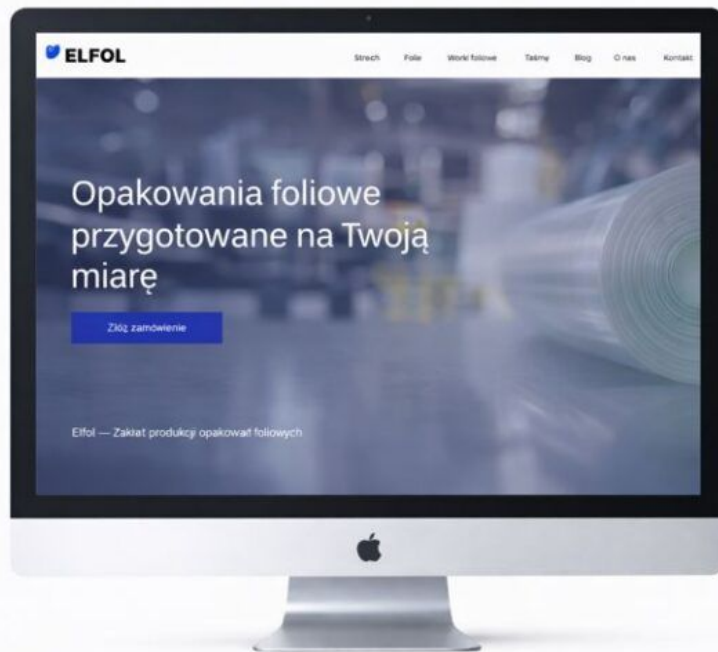 ELFOL
Strech Folie Worki foliowe Taśmy Blog O nas Kontakt
Opakowania foliowe
przygotowane na Twoją
miarę
Złóż zamówienie
Elfol — Zakłat produkcji opakowań foliowych